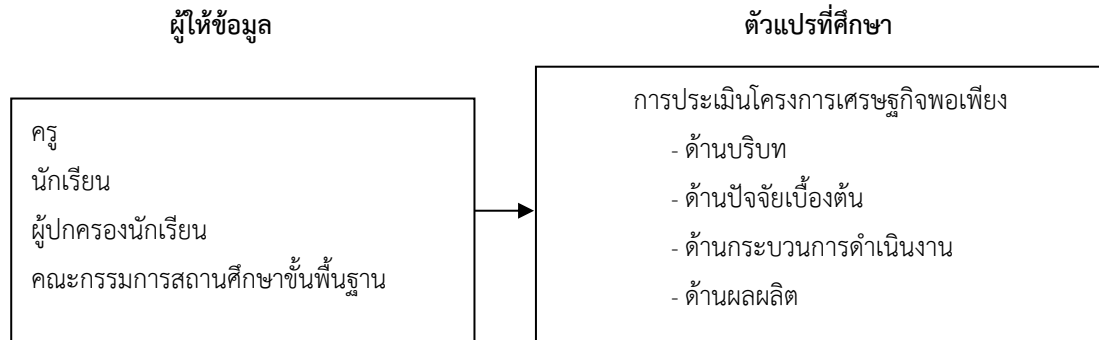 ผู้ให้ข้อมูล
ตัวแปรที่ศึกษา
ครู
นักเรียน
ผู้ปกครองนักเรียน
คณะกรรมการสถานศึกษาขั้นพื้นฐาน
การประเมินโครงการเศรษฐกิจพอเพียง
- ด้านบริบท
- ด้านปัจจัยเบื้องต้น
- ด้านกระบวนการดำเนินงาน
- ด้านผลผลิต